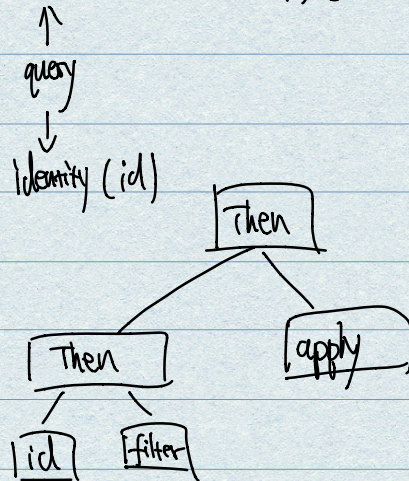 query
identity (id)
Then
Then
apply
id
filter